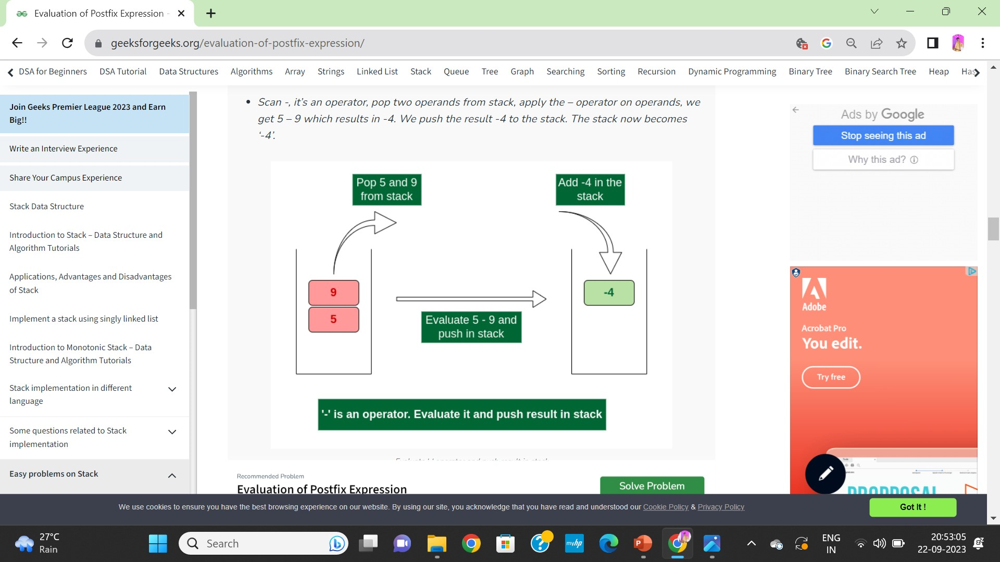 Evaluation of Postfix Expression -
geeksforgeeks.org/evaluation-of-postfix-expression/
DSA for Beginners DSA Tutorial Data Structures Algorithms Array Strings Linked List Stack Queue Tree Graph Searching Sorting Recursion Dynamic Programming Binary Tree Binary Search Tree Heap Has
Join Geeks Premier League 2023 and Earn
Big!!
Write an Interview Experience
Share Your Campus Experience
Stack Data Structure
Introduction to Stack – Data Structure and
Algorithm Tutorials
Applications, Advantages and Disadvantages
of Stack
Implement a stack using singly linked list
Introduction to Monotonic Stack – Data
Structure and Algorithm Tutorials
Stack implementation in different
language
Some questions related to Stack
implementation
Easy problems on Stack
• Scan -, it’s an operator, pop two operands from stack, apply the – operator on operands, we
get 5 – 9 which results in -4. We push the result -4 to the stack. The stack now becomes
‘-4’.
Pop 5 and 9
from stack
Add -4 in the
stack
9
5
-4
Evaluate 5 - 9 and
push in stack
'-' is an operator. Evaluate it and push result in stack
Recommended Problem
Evaluation of Postfix Expression
Solve Problem
Ads by Google
Stop seeing this ad
Why this ad?
Adobe
Acrobat Pro
You edit.
Try free
We use cookies to ensure you have the best browsing experience on our website. By using our site, you acknowledge that you have read and understood our Cookie Policy & Privacy Policy
Got It !
27°C
Rain
Search
myhp
ENG
IN
20:53:05
22-09-2023